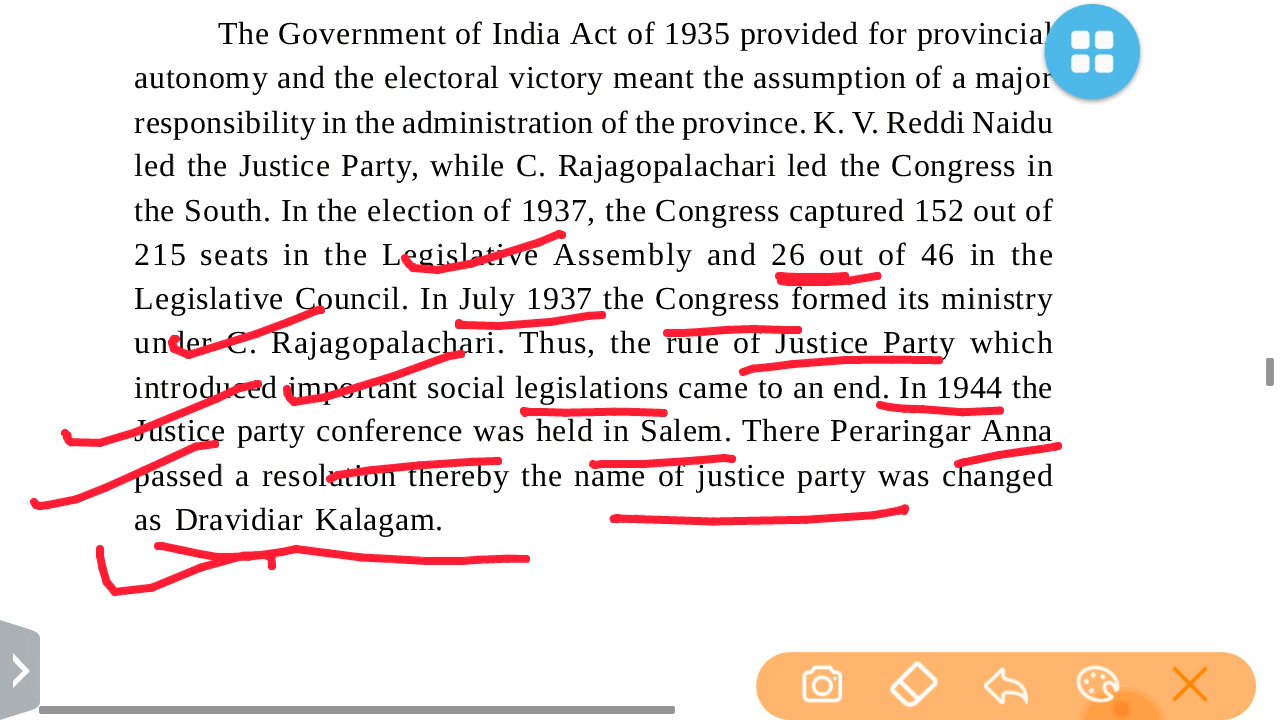 The Government of India Act of 1935 provided for provincial
autonomy and the electoral victory meant the assumption of a major
responsibility in the administration of the province. K. V. Reddi Naidu
led the Justice Party, while C. Rajagopalachari led the Congress in
the South. In the election of 1937, the Congress captured 152 out of
215 seats in the Legislative Assembly and 26 out of 46 in the
Legislative Council. In July 1937 the Congress formed its ministry
under C. Rajagopalachari. Thus, the rule of Justice Party which
introduced important social legislations came to an end. In 1944 the
Justice party conference was held in Salem. There Peraringar Anna
passed a resolution thereby the name of justice party was changed
as Dravidiar Kalagam.